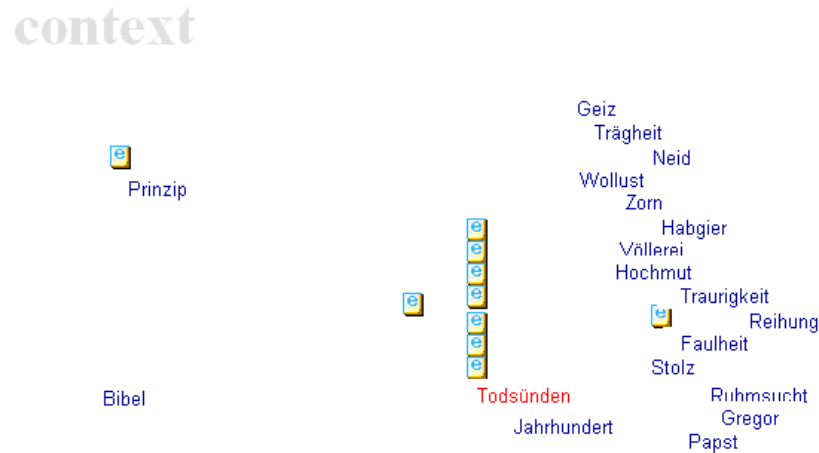 context
Geiz
Trägheit
Neid
Prinzip
Wollust
Zorn
Habgier
Völlerei
Hochmut
Traurigkeit
Reihung
Faulheit
Stolz
Bibel
Todsünden
Ruhmsucht
Gregor
Jahrhundert
Papst